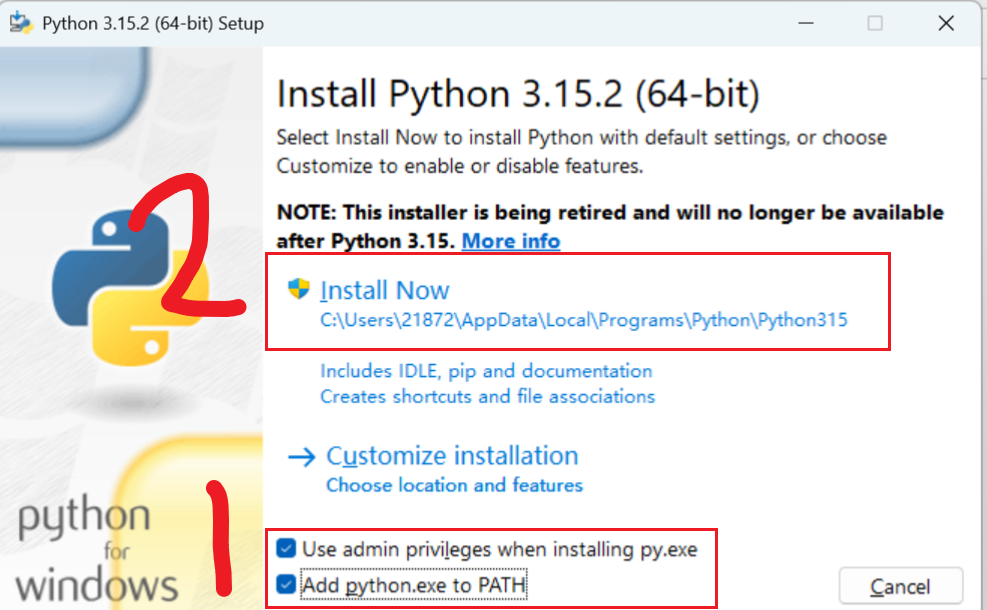 Python 3.15.2 (64-bit) Setup
Install Python 3.15.2 (64-bit)
Select Install Now to install Python with default settings, or choose
Customize to enable or disable features.
NOTE: This installer is being retired and will no longer be available
after Python 3.15. More info
2
Install Now
C:\Users\21872\AppData\Local\Programs\Python\Python315
Includes IDLE, pip and documentation
Creates shortcuts and file associations
Customize installation
Choose location and features
1
Use admin privileges when installing py.exe
Add python.exe to PATH
python
for
windows
Cancel